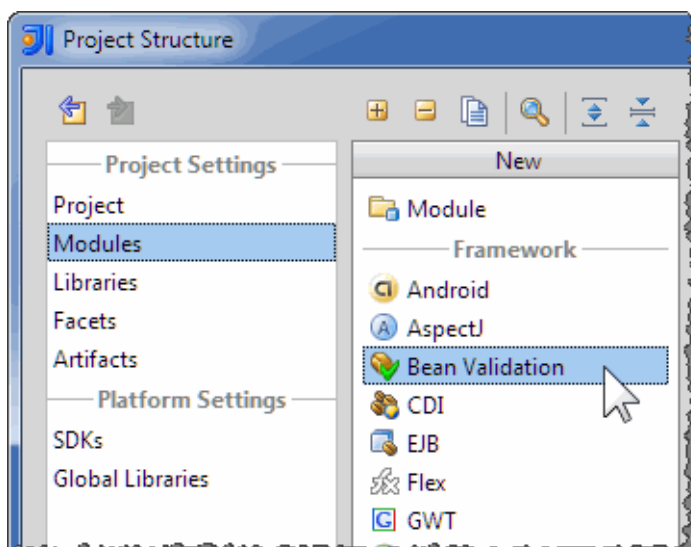 Project Structure
Project Settings
Project
Modules
Libraries
Facets
Artifacts
Platform Settings
SDKs
Global Libraries
New
Module
Framework
Android
AspectJ
Bean Validation
CDI
EJB
Flex
GWT